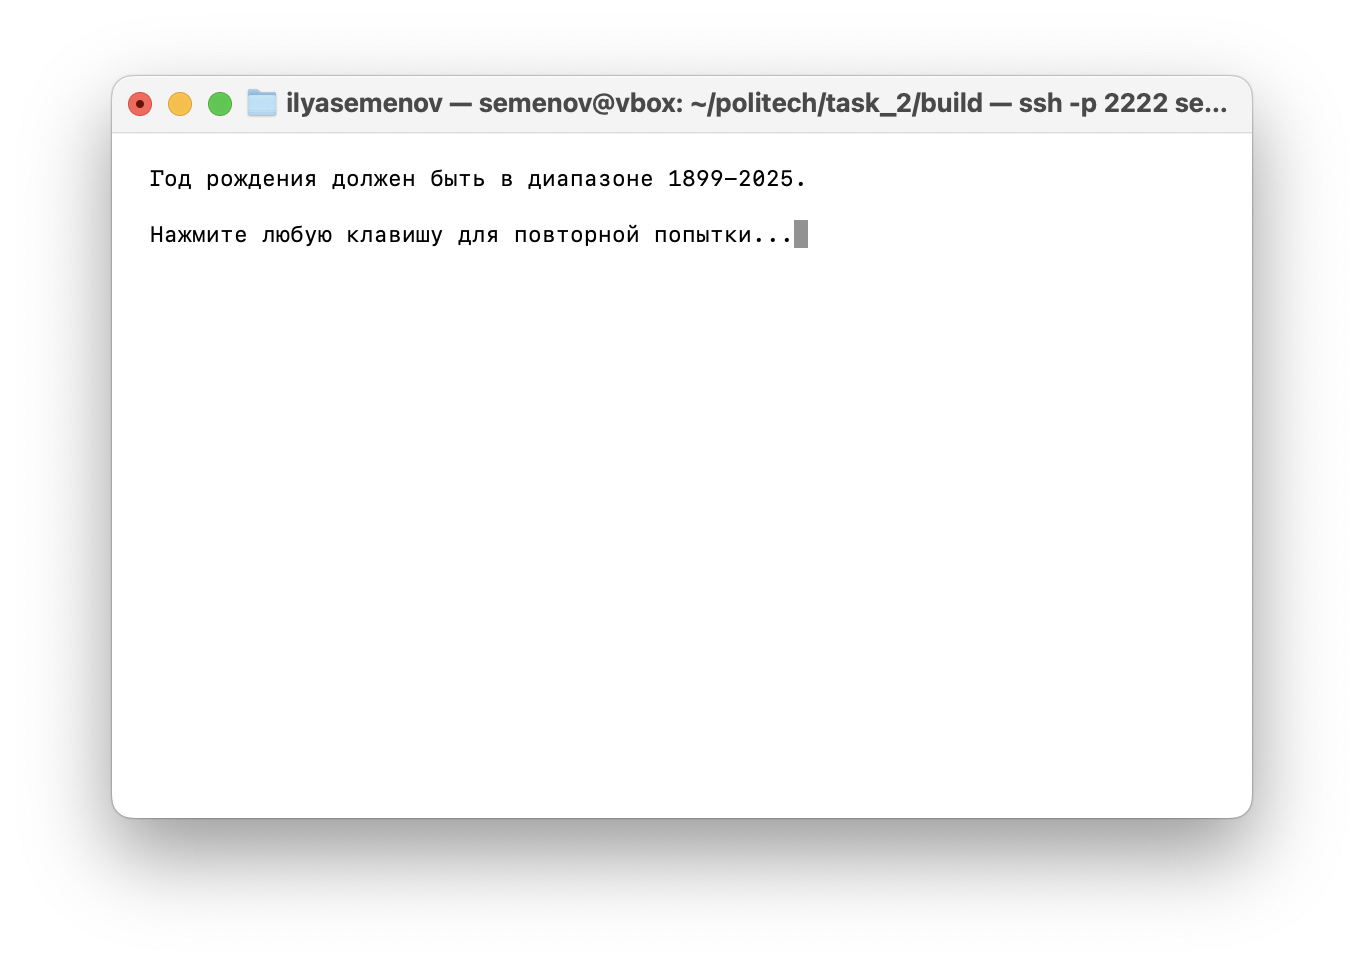 ilyasemenov — semenov@vbox: ~/politech/task_2/build — ssh -p 2222 se...
Год рождения должен быть в диапазоне 1899-2025.
Нажмите любую клавишу для повторной попытки...